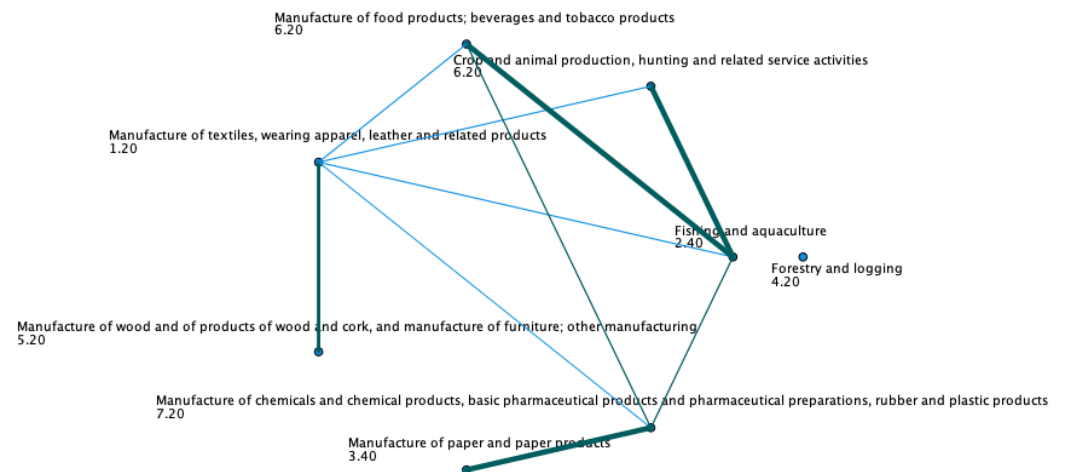 Manufacture of food products; beverages and tobacco products
6.20
Crop and animal production, hunting and related service activities
6.20
Manufacture of textiles, wearing apparel, leather and related products
1.20
Fishing and aquaculture
2.40
Forestry and logging
4.20
Manufacture of wood and of products of wood and cork, and manufacture of furniture; other manufacturing
5.20
Manufacture of chemicals and chemical products, basic pharmaceutical products and pharmaceutical preparations, rubber and plastic products
7.20
Manufacture of paper and paper products
3.40